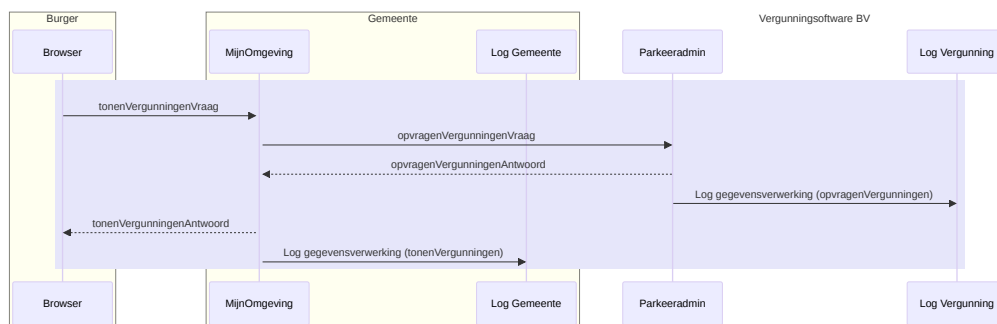 Burger
Gemeente
Vergunningsoftware BV
Browser
MijnOmgeving
Log Gemeente
Parkeeradmin
Log Vergunning
tonenVergunningenVraag
opvragenVergunningenVraag
opvragenVergunningenAntwoord
Log gegevensverwerking (opvragenVergunningen)
tonenVergunningenAntwoord
Log gegevensverwerking (tonenVergunningen)
Browser
MijnOmgeving
Log Gemeente
Parkeeradmin
Log Vergunning